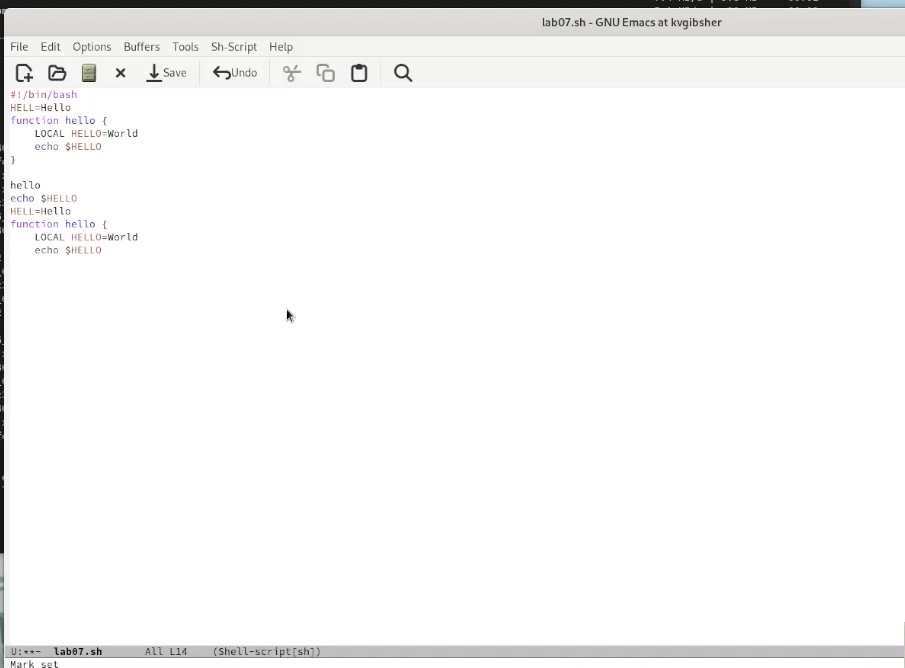 lab07.sh - GNU Emacs at kvgibsher
File Edit Options Buffers Tools Sh-Script Help
Save Undo
#!/bin/bash
HELL=Hello
function hello {
    LOCAL HELLO=World
    echo $HELLO
}

hello
echo $HELLO
HELL=Hello
function hello {
    LOCAL HELLO=World
    echo $HELLO
U:**-  lab07.sh       All L14    (Shell-script[sh])
Mark set